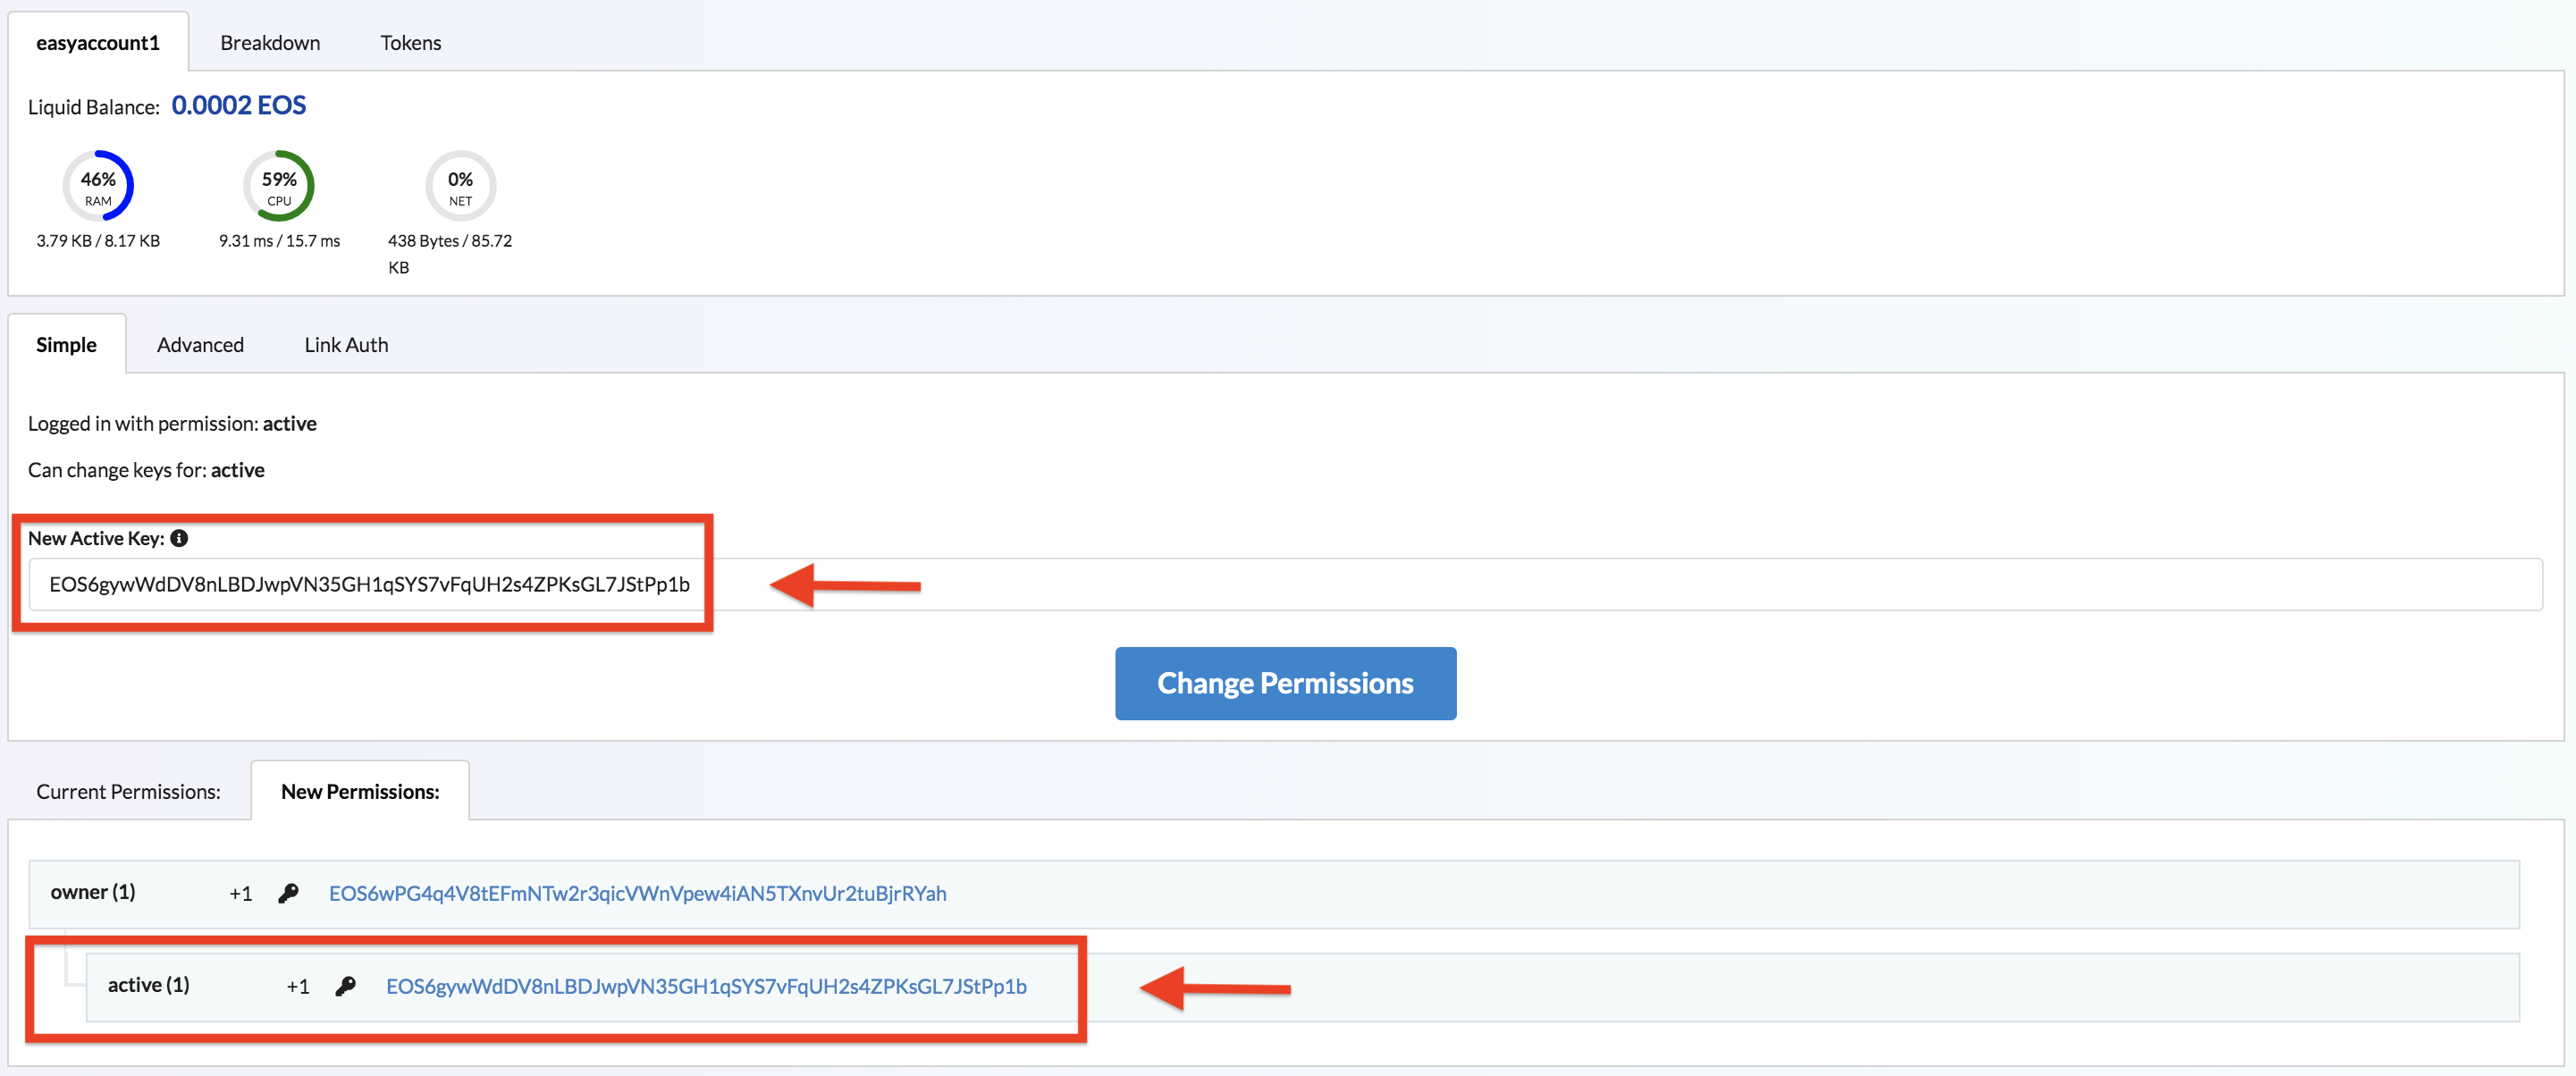 easyaccount1 Breakdown Tokens
Liquid Balance: 0.0002 EOS
46% 59% 0%
RAM CPU NET
3.79 KB / 8.17 KB 9.31 ms / 15.7 ms 438 Bytes / 85.72
KB
Simple Advanced Link Auth
Logged in with permission: active
Can change keys for: active
New Active Key:
EOS6gywWdDV8nLBDJwpVN35GH1qSYS7vFqUH2s4ZPKsGL7JStPp1b
Change Permissions
Current Permissions: New Permissions:
owner (1) +1 EOS6wPG4q4V8tEFmNTw2r3qicVWnVpew4iAN5TXnvUr2tuBjrRYah
active (1) +1 EOS6gywWdDV8nLBDJwpVN35GH1qSYS7vFqUH2s4ZPKsGL7JStPp1b